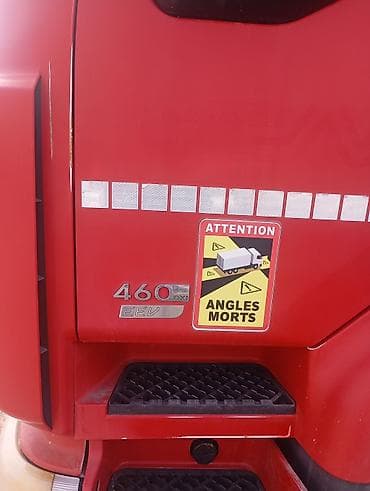 ATTENTION
ANGLES
MORTS
460
EEV